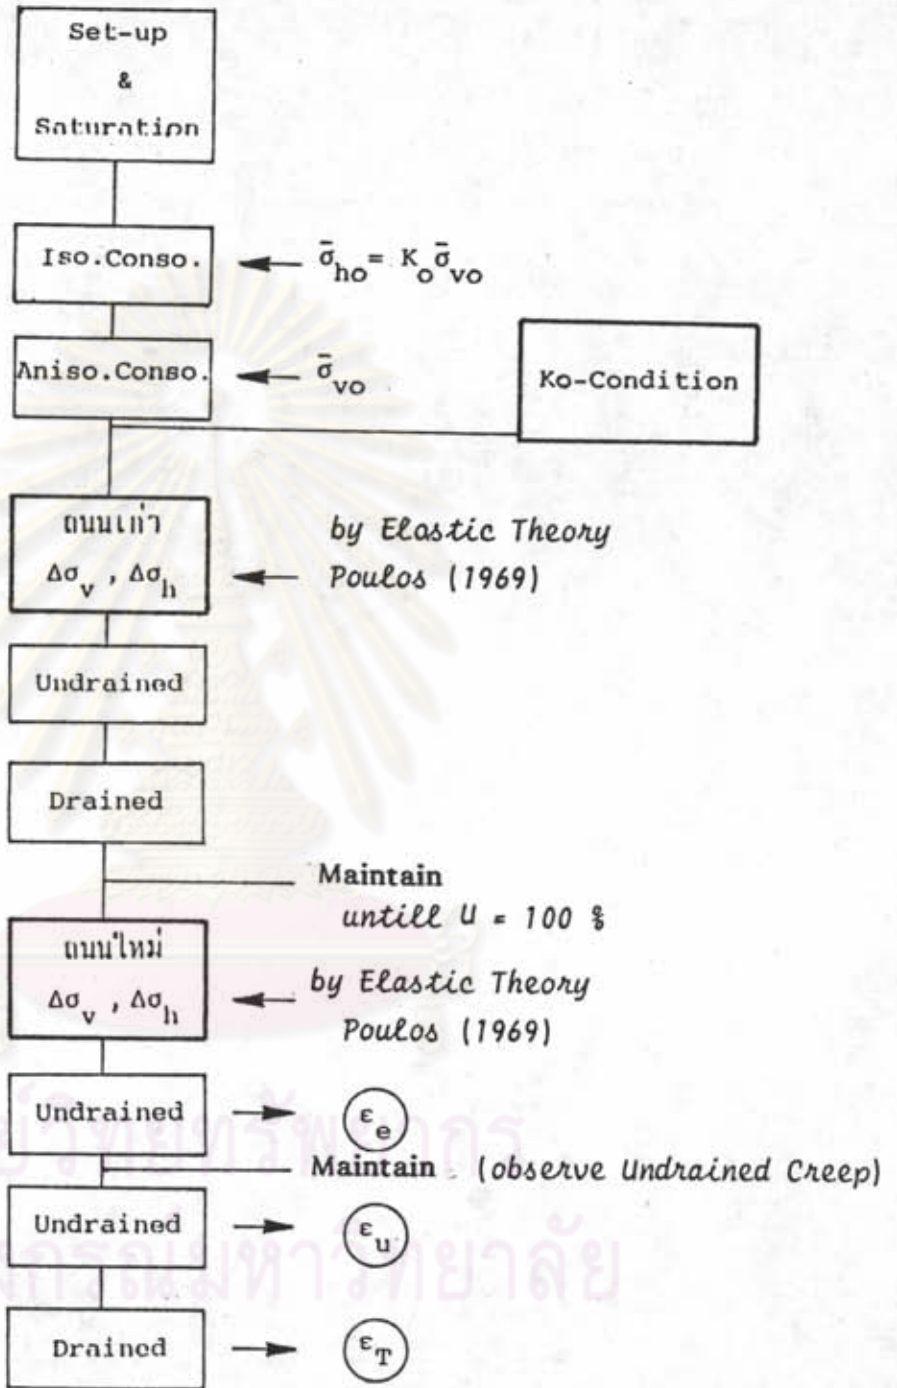 Set-up
&
Saturation
Iso.Conso.
σ̄ho = Ko σ̄vo
Aniso.Conso.
σ̄vo
Ko-Condition
ถนนเก่า
Δσv , Δσh
by Elastic Theory
Poulos (1969)
Undrained
Drained
Maintain
untill U = 100 %
ถนนใหม่
Δσv , Δσh
by Elastic Theory
Poulos (1969)
Undrained
εe
Maintain (observe Undrained Creep)
Undrained
εu
Drained
εT